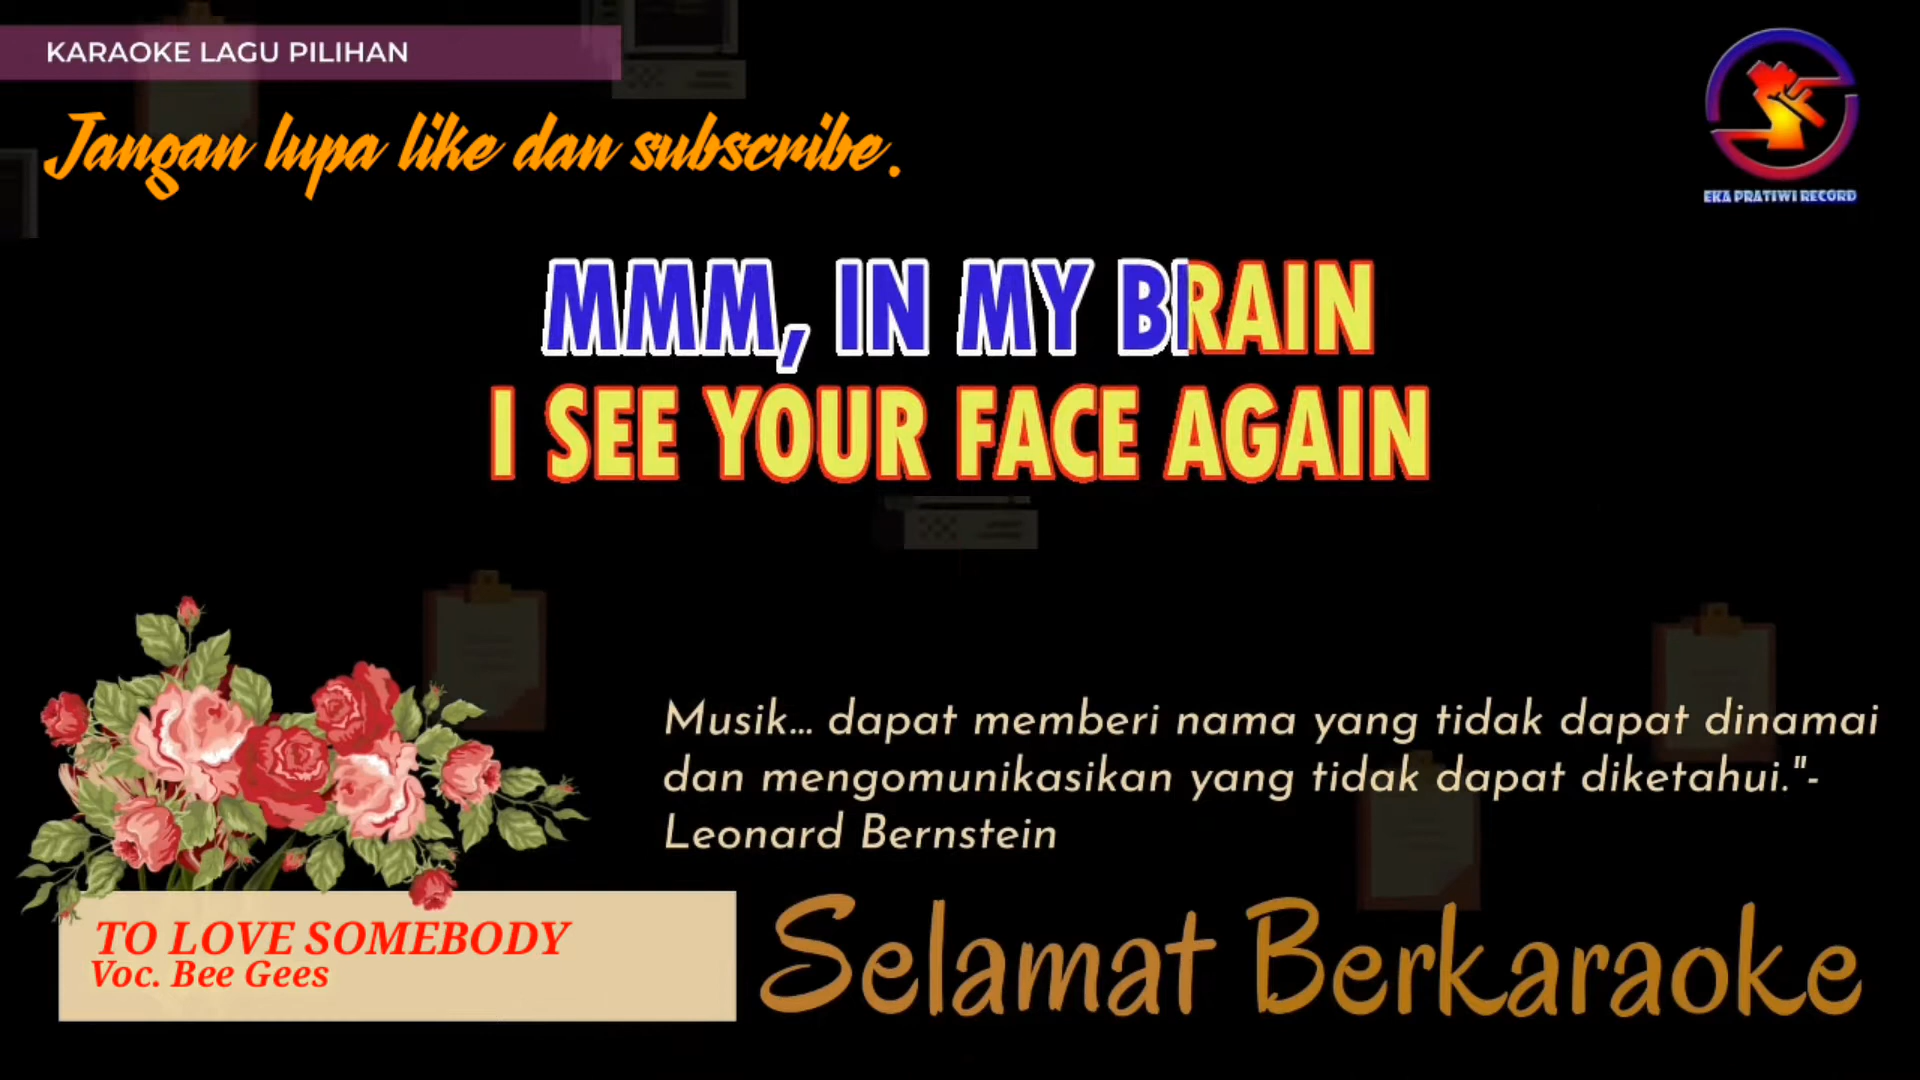 KARAOKE LAGU PILIHAN
Jangan lupa like dan subscribe.
EKA PRATIWI RECORD
MMM, IN MY BRAIN
I SEE YOUR FACE AGAIN
Musik... dapat memberi nama yang tidak dapat dinamai
dan mengomunikasikan yang tidak dapat diketahui."-
Leonard Bernstein
TO LOVE SOMEBODY
Voc. Bee Gees
Selamat Berkaraoke